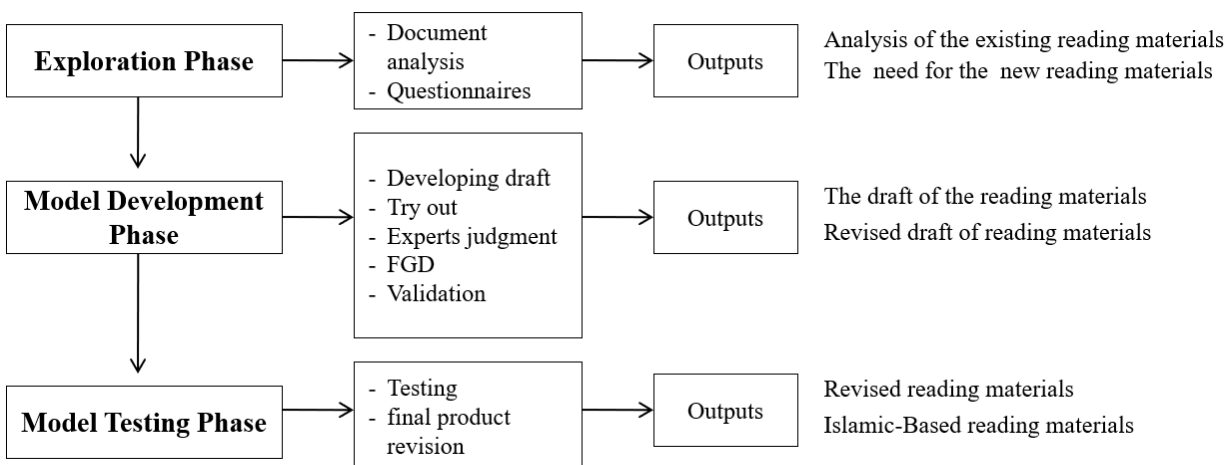 Exploration Phase
- Document
analysis
- Questionnaires
Outputs
Analysis of the existing reading materials
The need for the new reading materials
Model Development
Phase
- Developing draft
- Try out
- Experts judgment
- FGD
- Validation
Outputs
The draft of the reading materials
Revised draft of reading materials
Model Testing Phase
- Testing
- final product
revision
Outputs
Revised reading materials
Islamic-Based reading materials